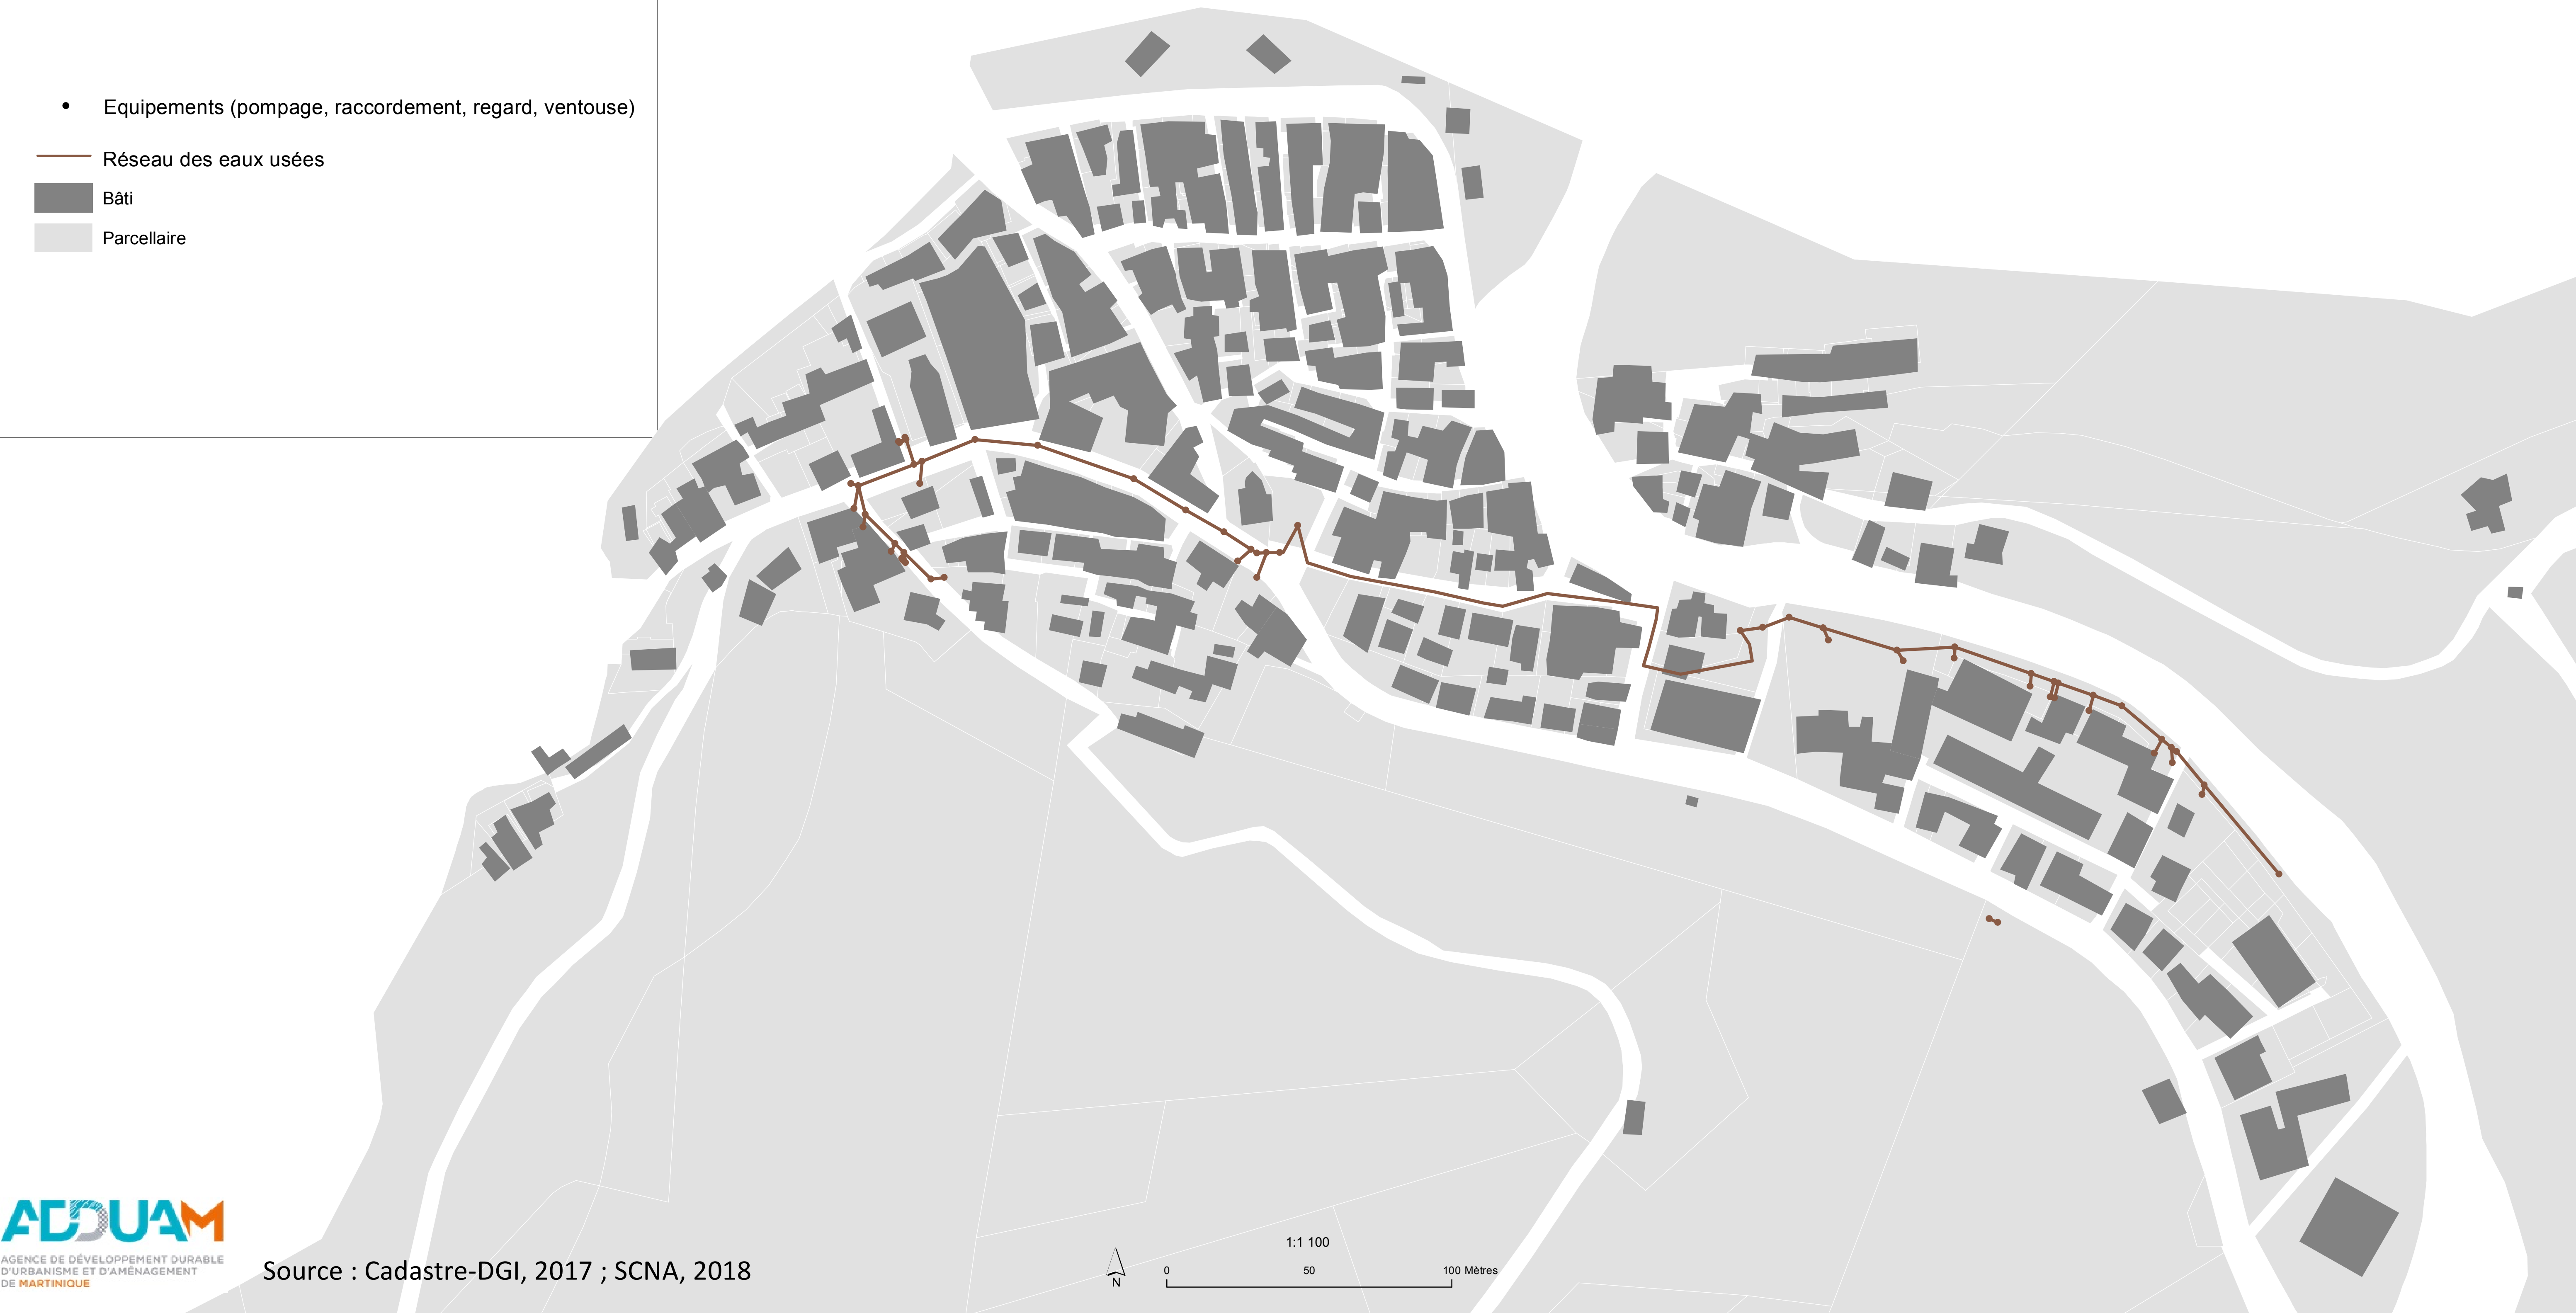 Equipements (pompage, raccordement, regard, ventouse)
Réseau des eaux usées
Bâti
Parcellaire
ADDUAM
AGENCE DE DÉVELOPPEMENT DURABLE
D'URBANISME ET D'AMÉNAGEMENT
DE MARTINIQUE
Source : Cadastre-DGI, 2017 ; SCNA, 2018
N
1:1 100
0 50 100 Mètres